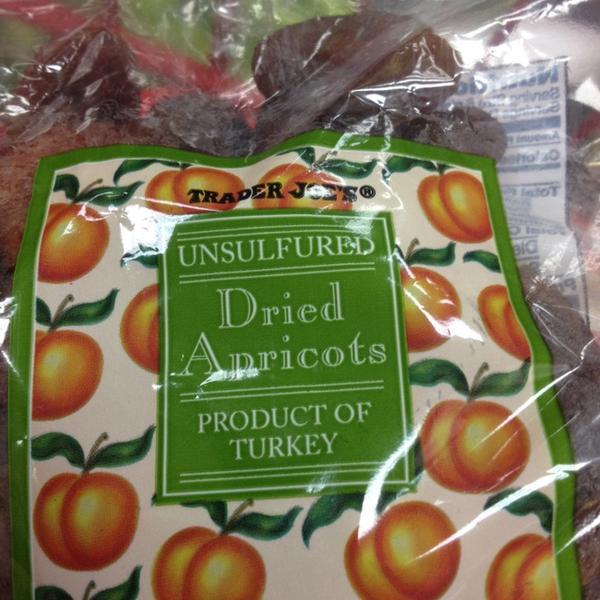 TRADER JOE'S®
UNSULFURED
Dried
Apricots
PRODUCT OF
TURKEY